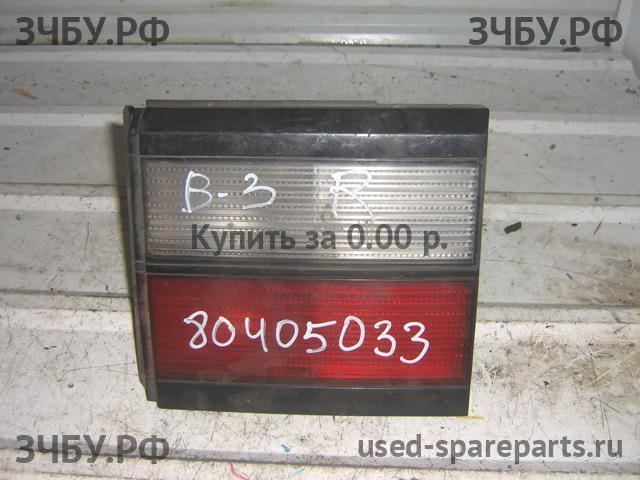 ЗЧБУ.РФ ЗЧБУ.РФ
B-3 R
Купить за 0.00 р.
80405033
ЗЧБУ.РФ used-spareparts.ru